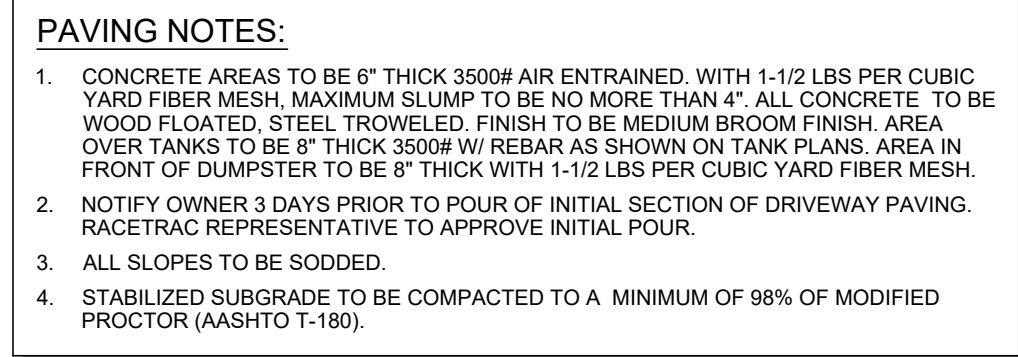 PAVING NOTES:
1. CONCRETE AREAS TO BE 6" THICK 3500# AIR ENTRAINED. WITH 1-1/2 LBS PER CUBIC
YARD FIBER MESH, MAXIMUM SLUMP TO BE NO MORE THAN 4". ALL CONCRETE TO BE
WOOD FLOATED, STEEL TROWELED. FINISH TO BE MEDIUM BROOM FINISH. AREA
OVER TANKS TO BE 8" THICK 3500# W/ REBAR AS SHOWN ON TANK PLANS. AREA IN
FRONT OF DUMPSTER TO BE 8" THICK WITH 1-1/2 LBS PER CUBIC YARD FIBER MESH.
2. NOTIFY OWNER 3 DAYS PRIOR TO POUR OF INITIAL SECTION OF DRIVEWAY PAVING.
RACETRAC REPRESENTATIVE TO APPROVE INITIAL POUR.
3. ALL SLOPES TO BE SODDED.
4. STABILIZED SUBGRADE TO BE COMPACTED TO A MINIMUM OF 98% OF MODIFIED
PROCTOR (AASHTO T-180).